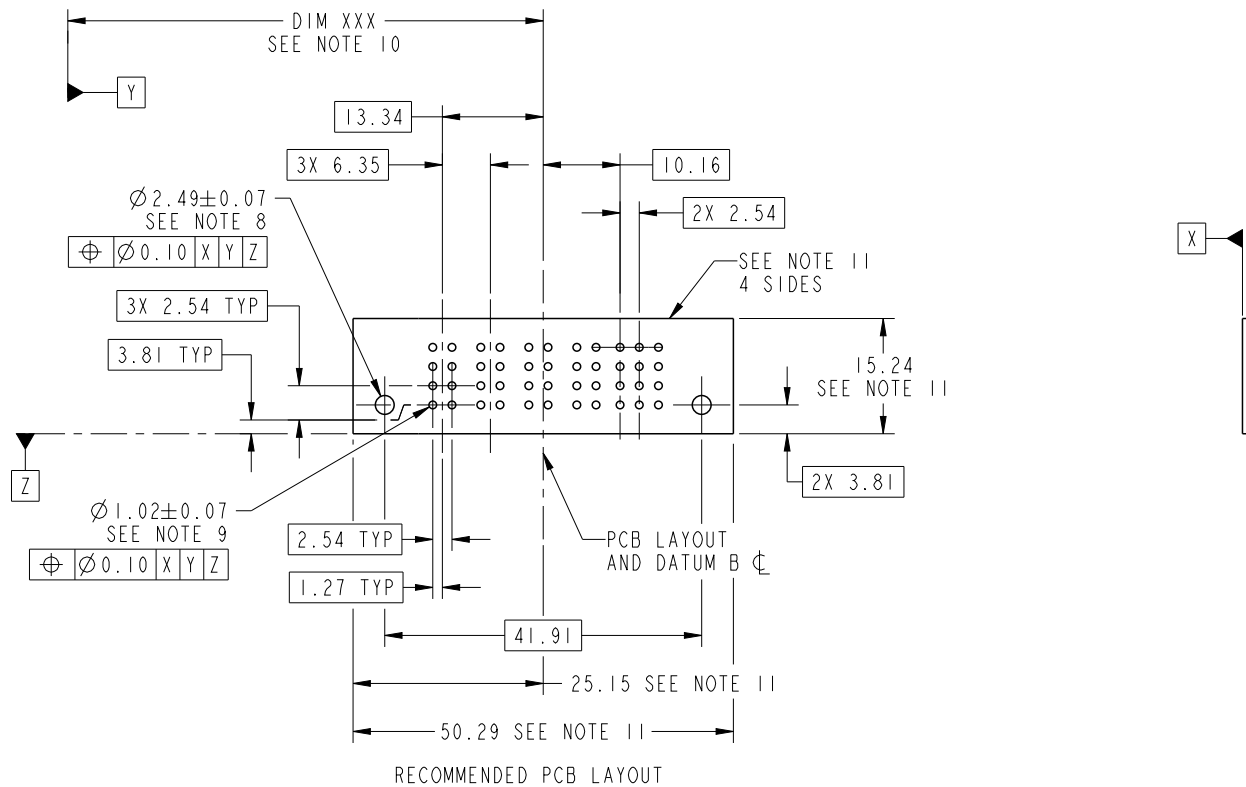 DIM XXX
SEE NOTE 10
Y
13.34
3X 6.35
10.16
Ø2.49±0.07
SEE NOTE 8
2X 2.54
⌖ Ø0.10 X Y Z
X
SEE NOTE 11
4 SIDES
3X 2.54 TYP
3.81 TYP
15.24
SEE NOTE 11
Z
2X 3.81
Ø1.02±0.07
SEE NOTE 9
⌖ Ø0.10 X Y Z
2.54 TYP
PCB LAYOUT
AND DATUM B ℄
1.27 TYP
41.91
25.15 SEE NOTE 11
50.29 SEE NOTE 11
RECOMMENDED PCB LAYOUT